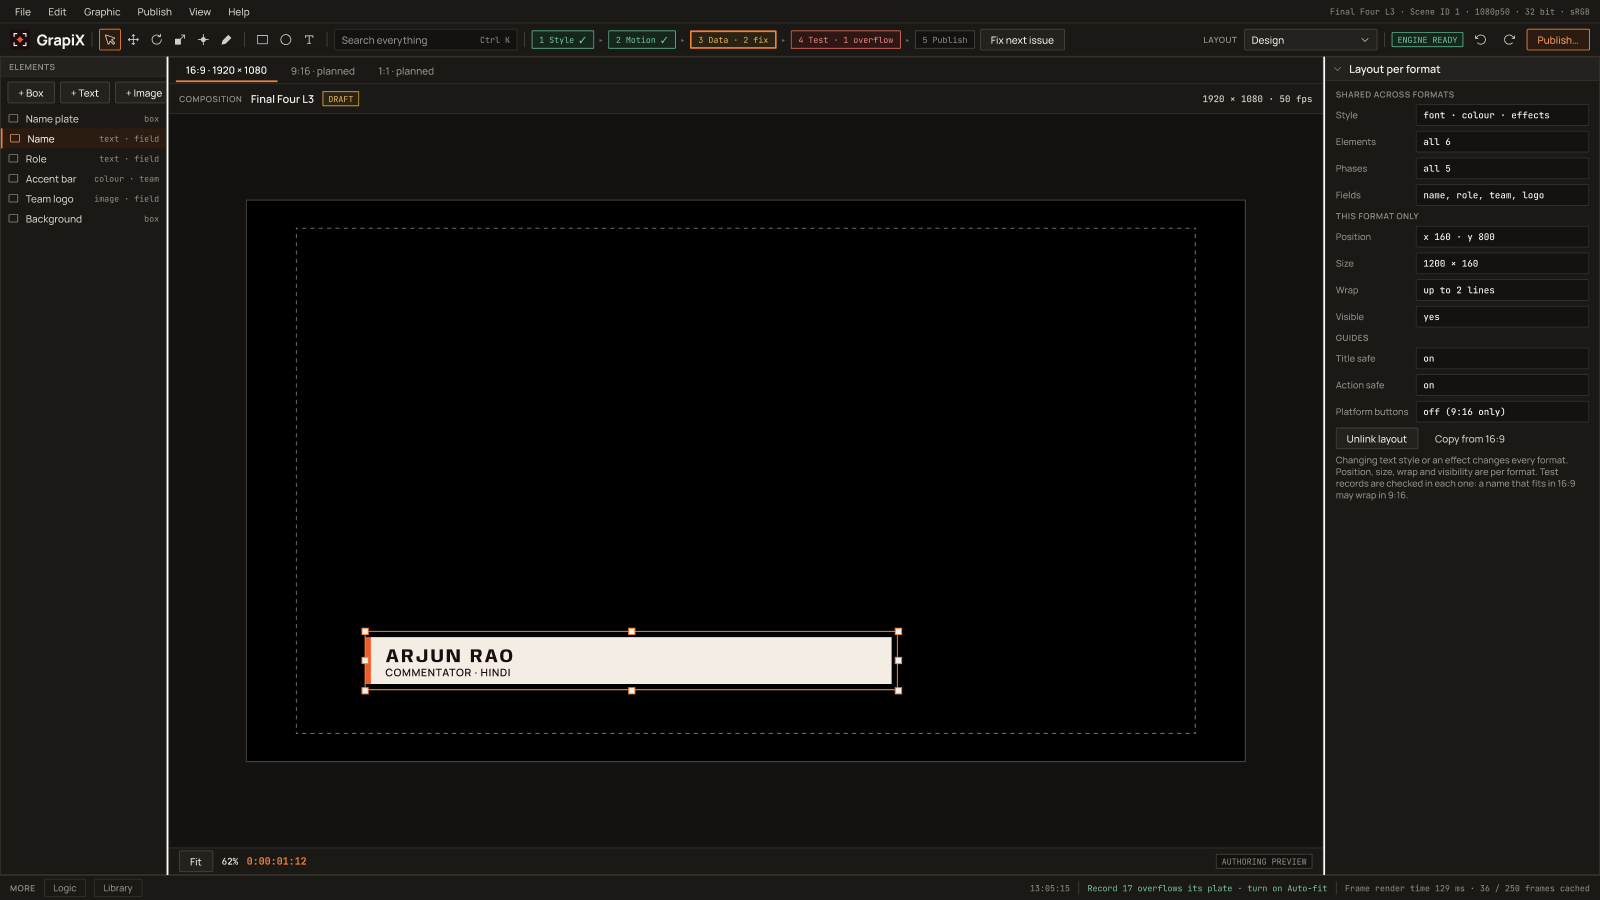 File Edit Graphic Publish View Help
Final Four L3 · Scene ID 1 · 1080p50 · 32 bit · sRGB
GrapiX
T
Search everything Ctrl K
1 Style ✓ 2 Motion ✓ 3 Data · 2 fix 4 Test · 1 overflow 5 Publish Fix next issue
LAYOUT Design ENGINE READY Publish...
ELEMENTS
+ Box + Text + Image
Name plate box
Name text · field
Role text · field
Accent bar colour · team
Team logo image · field
Background box
16:9 · 1920 × 1080 9:16 · planned 1:1 · planned
COMPOSITION Final Four L3 DRAFT
1920 × 1080 · 50 fps
ARJUN RAO
COMMENTATOR · HINDI
Fit 62% 0:00:01:12
AUTHORING PREVIEW
Layout per format
SHARED ACROSS FORMATS
Style font · colour · effects
Elements all 6
Phases all 5
Fields name, role, team, logo
THIS FORMAT ONLY
Position x 160 · y 800
Size 1200 × 160
Wrap up to 2 lines
Visible yes
GUIDES
Title safe on
Action safe on
Platform buttons off (9:16 only)
Unlink layout Copy from 16:9
Changing text style or an effect changes every format.
Position, size, wrap and visibility are per format. Test
records are checked in each one: a name that fits in 16:9
may wrap in 9:16.
MORE Logic Library
13:05:15 Record 17 overflows its plate · turn on Auto-fit Frame render time 129 ms · 36 / 250 frames cached